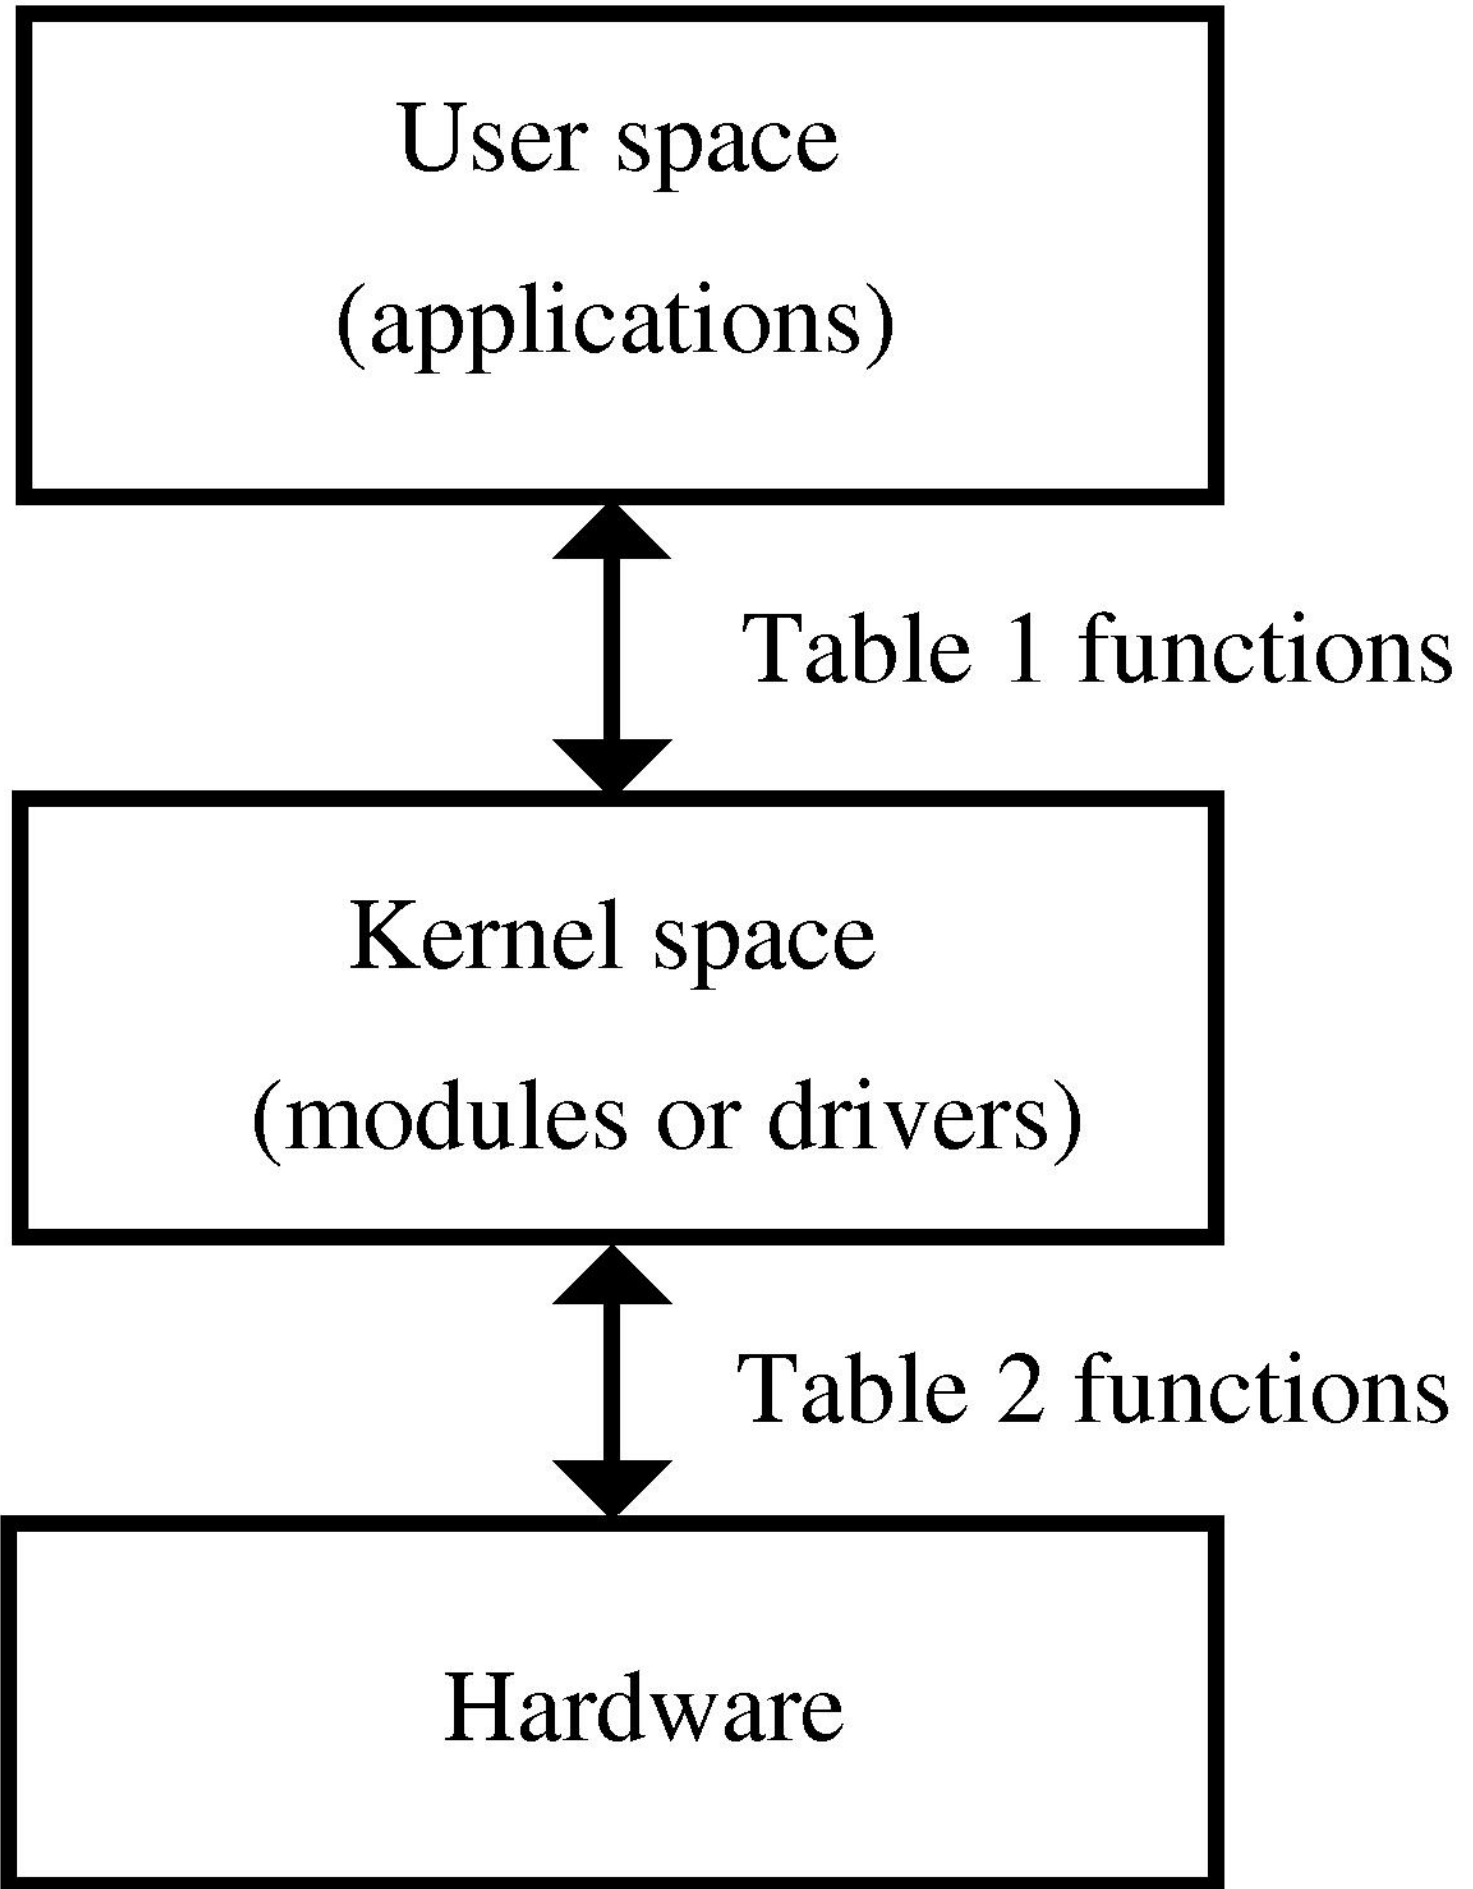 User space
(applications)
Table 1 functions
Kernel space
(modules or drivers)
Table 2 functions
Hardware